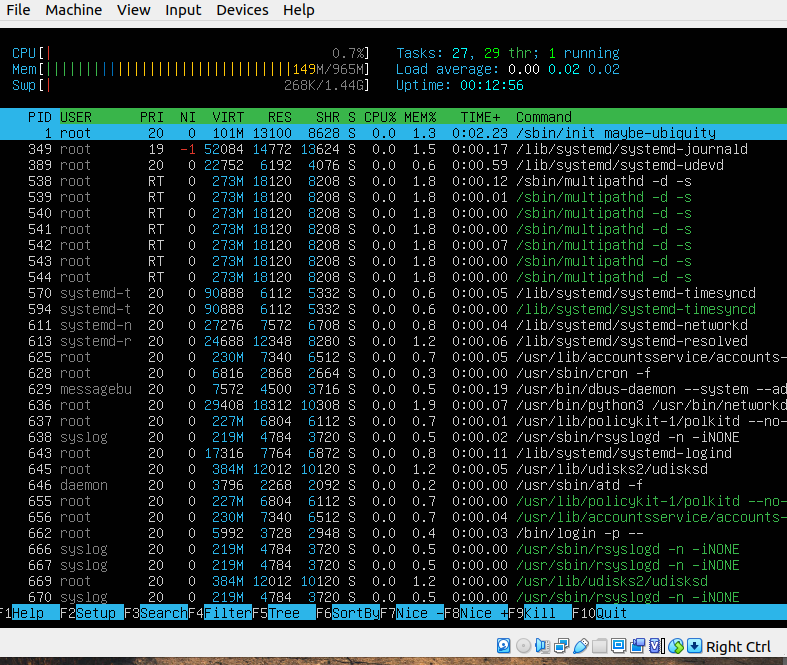 File Machine View Input Devices Help
CPU[| 0.7%] Tasks: 27, 29 thr; 1 running
Mem[|||||||||||||||||||||||||||||||149M/965M] Load average: 0.00 0.02 0.02
Swp[| 268K/1.44G] Uptime: 00:12:56
PID USER PRI NI VIRT RES SHR S CPU% MEM% TIME+ Command
1 root 20 0 101M 13100 8628 S 0.0 1.3 0:02.23 /sbin/init maybe-ubiquity
349 root 19 -1 52084 14772 13624 S 0.0 1.5 0:00.17 /lib/systemd/systemd-journald
389 root 20 0 22752 6192 4076 S 0.0 0.6 0:00.59 /lib/systemd/systemd-udevd
538 root RT 0 273M 18120 8208 S 0.0 1.8 0:00.12 /sbin/multipathd -d -s
539 root RT 0 273M 18120 8208 S 0.0 1.8 0:00.01 /sbin/multipathd -d -s
540 root RT 0 273M 18120 8208 S 0.0 1.8 0:00.00 /sbin/multipathd -d -s
541 root RT 0 273M 18120 8208 S 0.0 1.8 0:00.00 /sbin/multipathd -d -s
542 root RT 0 273M 18120 8208 S 0.0 1.8 0:00.07 /sbin/multipathd -d -s
543 root RT 0 273M 18120 8208 S 0.0 1.8 0:00.00 /sbin/multipathd -d -s
544 root RT 0 273M 18120 8208 S 0.0 1.8 0:00.00 /sbin/multipathd -d -s
570 systemd-t 20 0 90888 6112 5332 S 0.0 0.6 0:00.05 /lib/systemd/systemd-timesyncd
594 systemd-t 20 0 90888 6112 5332 S 0.0 0.6 0:00.00 /lib/systemd/systemd-timesyncd
611 systemd-n 20 0 27276 7572 6708 S 0.0 0.8 0:00.04 /lib/systemd/systemd-networkd
613 systemd-r 20 0 24688 12348 8280 S 0.0 1.2 0:00.06 /lib/systemd/systemd-resolved
625 root 20 0 230M 7340 6512 S 0.0 0.7 0:00.05 /usr/lib/accountsservice/accounts-
628 root 20 0 6816 2868 2664 S 0.0 0.3 0:00.00 /usr/sbin/cron -f
629 messagebu 20 0 7572 4500 3716 S 0.0 0.5 0:00.19 /usr/bin/dbus-daemon --system --ad
636 root 20 0 29408 18312 10308 S 0.0 1.9 0:00.07 /usr/bin/python3 /usr/bin/networkd
637 root 20 0 227M 6804 6112 S 0.0 0.7 0:00.01 /usr/lib/policykit-1/polkitd --no-
638 syslog 20 0 219M 4784 3720 S 0.0 0.5 0:00.02 /usr/sbin/rsyslogd -n -iNONE
643 root 20 0 17316 7764 6872 S 0.0 0.8 0:00.11 /lib/systemd/systemd-logind
645 root 20 0 384M 12012 10120 S 0.0 1.2 0:00.05 /usr/lib/udisks2/udisksd
646 daemon 20 0 3796 2268 2092 S 0.0 0.2 0:00.00 /usr/sbin/atd -f
655 root 20 0 227M 6804 6112 S 0.0 0.7 0:00.00 /usr/lib/policykit-1/polkitd --no-
656 root 20 0 230M 7340 6512 S 0.0 0.7 0:00.00 /usr/lib/accountsservice/accounts-
662 root 20 0 5992 3728 2948 S 0.0 0.4 0:00.03 /bin/login -p --
666 syslog 20 0 219M 4784 3720 S 0.0 0.5 0:00.00 /usr/sbin/rsyslogd -n -iNONE
667 syslog 20 0 219M 4784 3720 S 0.0 0.5 0:00.00 /usr/sbin/rsyslogd -n -iNONE
669 root 20 0 384M 12012 10120 S 0.0 1.2 0:00.00 /usr/lib/udisks2/udisksd
670 syslog 20 0 219M 4784 3720 S 0.0 0.5 0:00.00 /usr/sbin/rsyslogd -n -iNONE
F1Help F2Setup F3SearchF4FilterF5Tree F6SortByF7Nice -F8Nice +F9Kill F10Quit
Right Ctrl